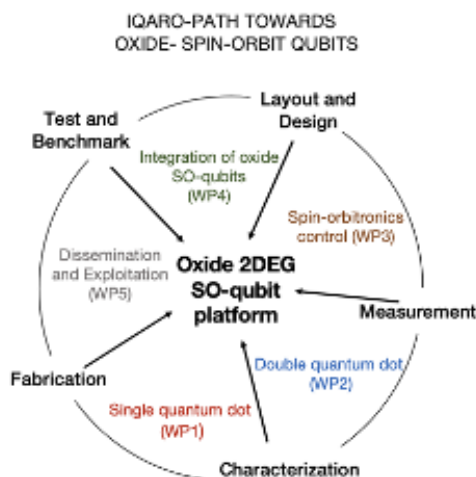 IQARO-PATH TOWARDS
OXIDE- SPIN-ORBIT QUBITS
Layout and
Design
Test and
Benchmark
Integration of oxide
SO-qubits
(WP4)
Spin-orbitronics
control (WP3)
Dissemination
and Exploitation
(WP5)
Oxide 2DEG
SO-qubit
platform
Measurement
Fabrication
Double quantum dot
(WP2)
Single quantum dot
(WP1)
Characterization